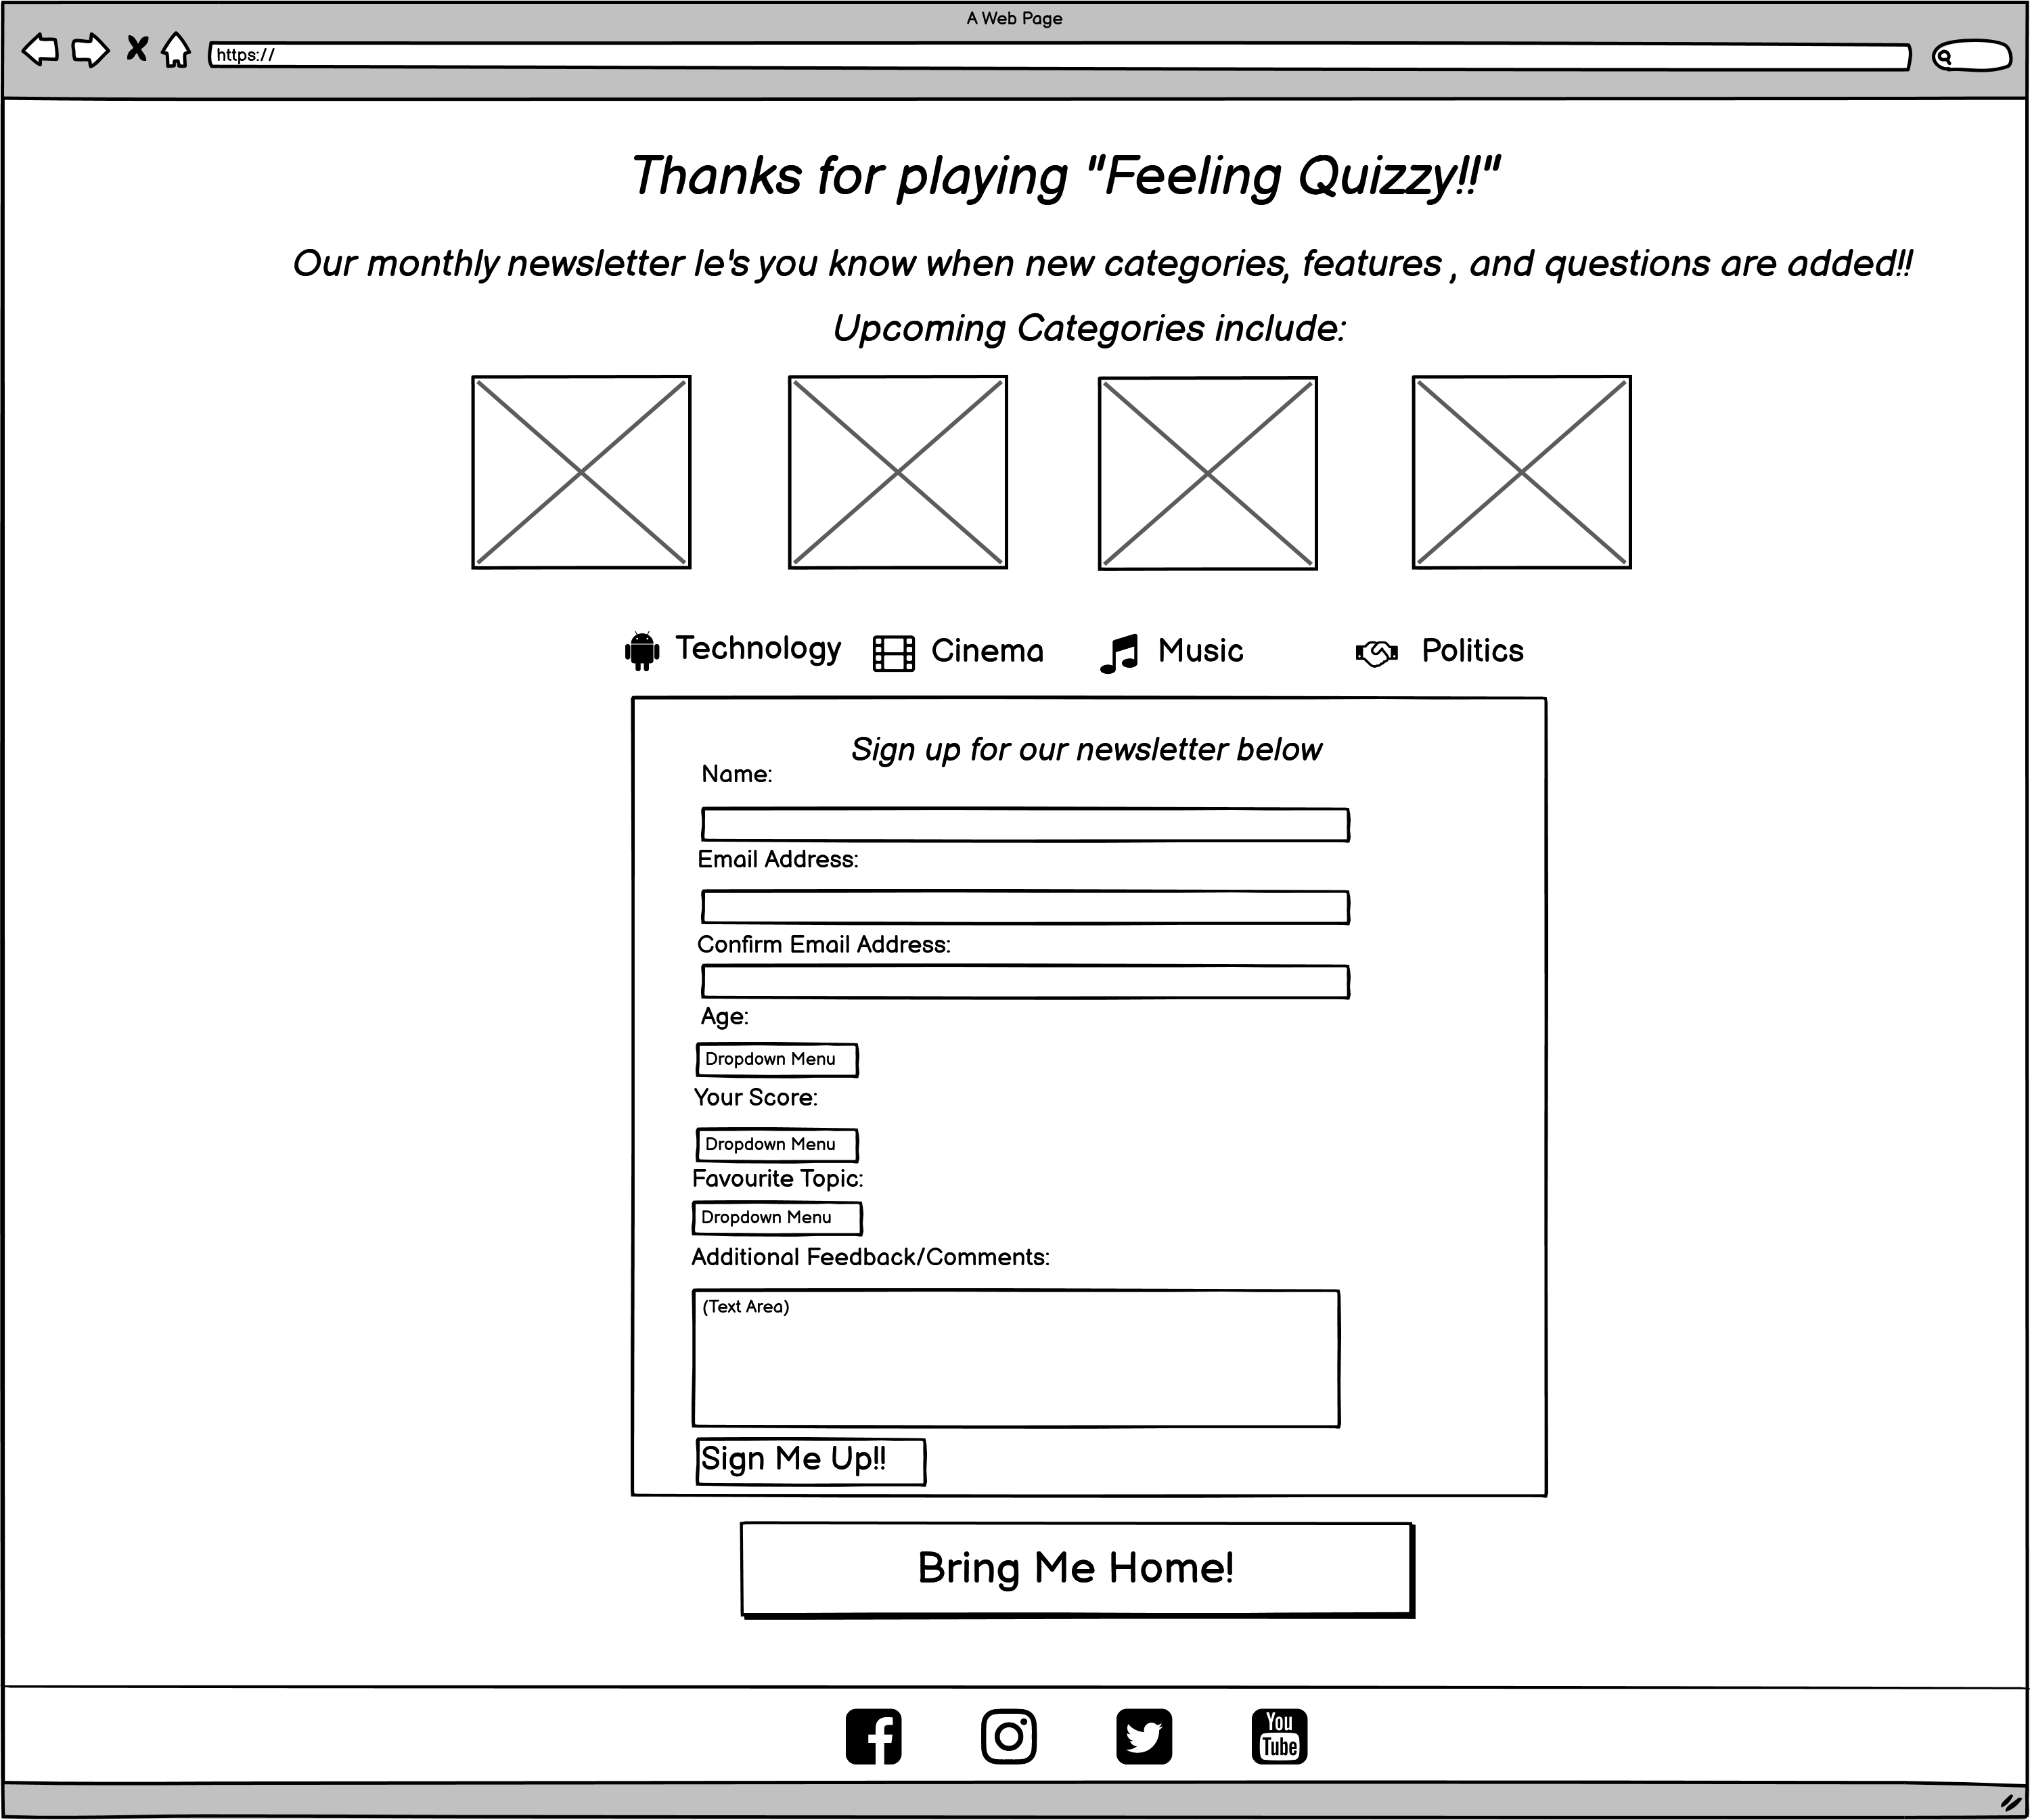 A Web Page
https://
Thanks for playing "Feeling Quizzy!!"
Our monthly newsletter le's you know when new categories, features , and questions are added!!
Upcoming Categories include:
Technology Cinema Music Politics
Sign up for our newsletter below
Name:
Email Address:
Confirm Email Address:
Age:
Dropdown Menu
Your Score:
Dropdown Menu
Favourite Topic:
Dropdown Menu
Additional Feedback/Comments:
(Text Area)
Sign Me Up!!
Bring Me Home!
You
Tube